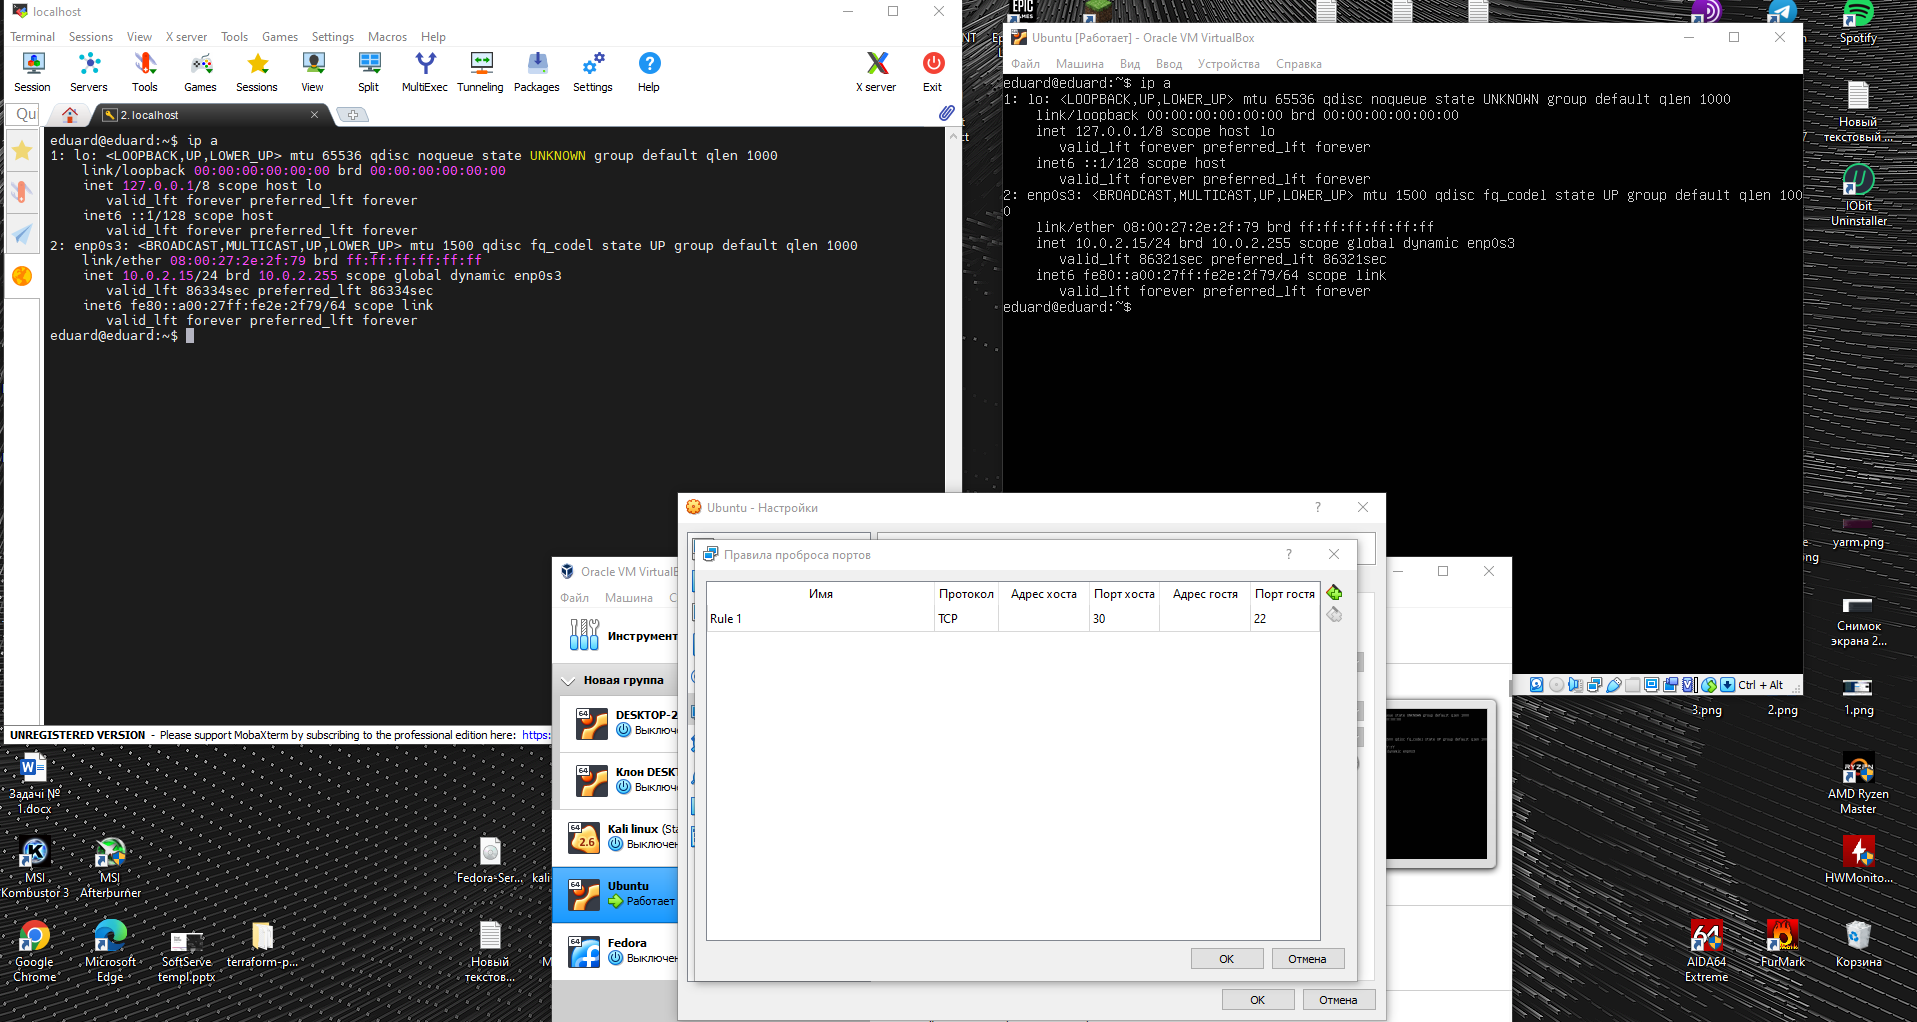 localhost
Terminal Sessions View X server Tools Games Settings Macros Help
Session Servers Tools Games Sessions View Split MultiExec Tunneling Packages Settings Help X server Exit
Qu
2. localhost
eduard@eduard:~$ ip a
1: lo: <LOOPBACK,UP,LOWER_UP> mtu 65536 qdisc noqueue state UNKNOWN group default qlen 1000
link/loopback 00:00:00:00:00:00 brd 00:00:00:00:00:00
inet 127.0.0.1/8 scope host lo
valid_lft forever preferred_lft forever
inet6 ::1/128 scope host
valid_lft forever preferred_lft forever
2: enp0s3: <BROADCAST,MULTICAST,UP,LOWER_UP> mtu 1500 qdisc fq_codel state UP group default qlen 1000
link/ether 08:00:27:2e:2f:79 brd ff:ff:ff:ff:ff:ff
inet 10.0.2.15/24 brd 10.0.2.255 scope global dynamic enp0s3
valid_lft 86334sec preferred_lft 86334sec
inet6 fe80::a00:27ff:fe2e:2f79/64 scope link
valid_lft forever preferred_lft forever
eduard@eduard:~$
UNREGISTERED VERSION - Please support MobaXterm by subscribing to the professional edition here: https:
EPIC
GAMES
Spotify
Ubuntu [Работает] - Oracle VM VirtualBox
Файл Машина Вид Ввод Устройства Справка
eduard@eduard:~$ ip a
1: lo: <LOOPBACK,UP,LOWER_UP> mtu 65536 qdisc noqueue state UNKNOWN group default qlen 1000
link/loopback 00:00:00:00:00:00 brd 00:00:00:00:00:00
inet 127.0.0.1/8 scope host lo
valid_lft forever preferred_lft forever
inet6 ::1/128 scope host
valid_lft forever preferred_lft forever
2: enp0s3: <BROADCAST,MULTICAST,UP,LOWER_UP> mtu 1500 qdisc fq_codel state UP group default qlen 100
0
link/ether 08:00:27:2e:2f:79 brd ff:ff:ff:ff:ff:ff
inet 10.0.2.15/24 brd 10.0.2.255 scope global dynamic enp0s3
valid_lft 86321sec preferred_lft 86321sec
inet6 fe80::a00:27ff:fe2e:2f79/64 scope link
valid_lft forever preferred_lft forever
eduard@eduard:~$
Ctrl + Alt
Новый
текстовый ...
IObit
Uninstaller
yarm.png
Снимок
экрана 2...
3.png 2.png 1.png
Ubuntu - Настройки
Правила проброса портов
Имя Протокол Адрес хоста Порт хоста Адрес гостя Порт гостя
Rule 1 TCP 30 22
OK Отмена
OK Отмена
Oracle VM VirtualB
Файл Машина С
Инструмент
Новая группа
64 DESKTOP-2
Выключе
64 Клон DESK
Выключе
64 Kali linux (Sta
2.6 Выключен
64 Ubuntu
Работает
64 Fedora
Выключен
Задачі №
1.docx
MSI
Kombustor 3
MSI
Afterburner
Fedora-Ser...
kali-
Google
Chrome
Microsoft
Edge
SoftServe
templ.pptx
terraform-p...
Новый
текстов...
RYZEN
AMD Ryzen
Master
HWMonito...
64
AIDA64
Extreme
FurMark
Корзина